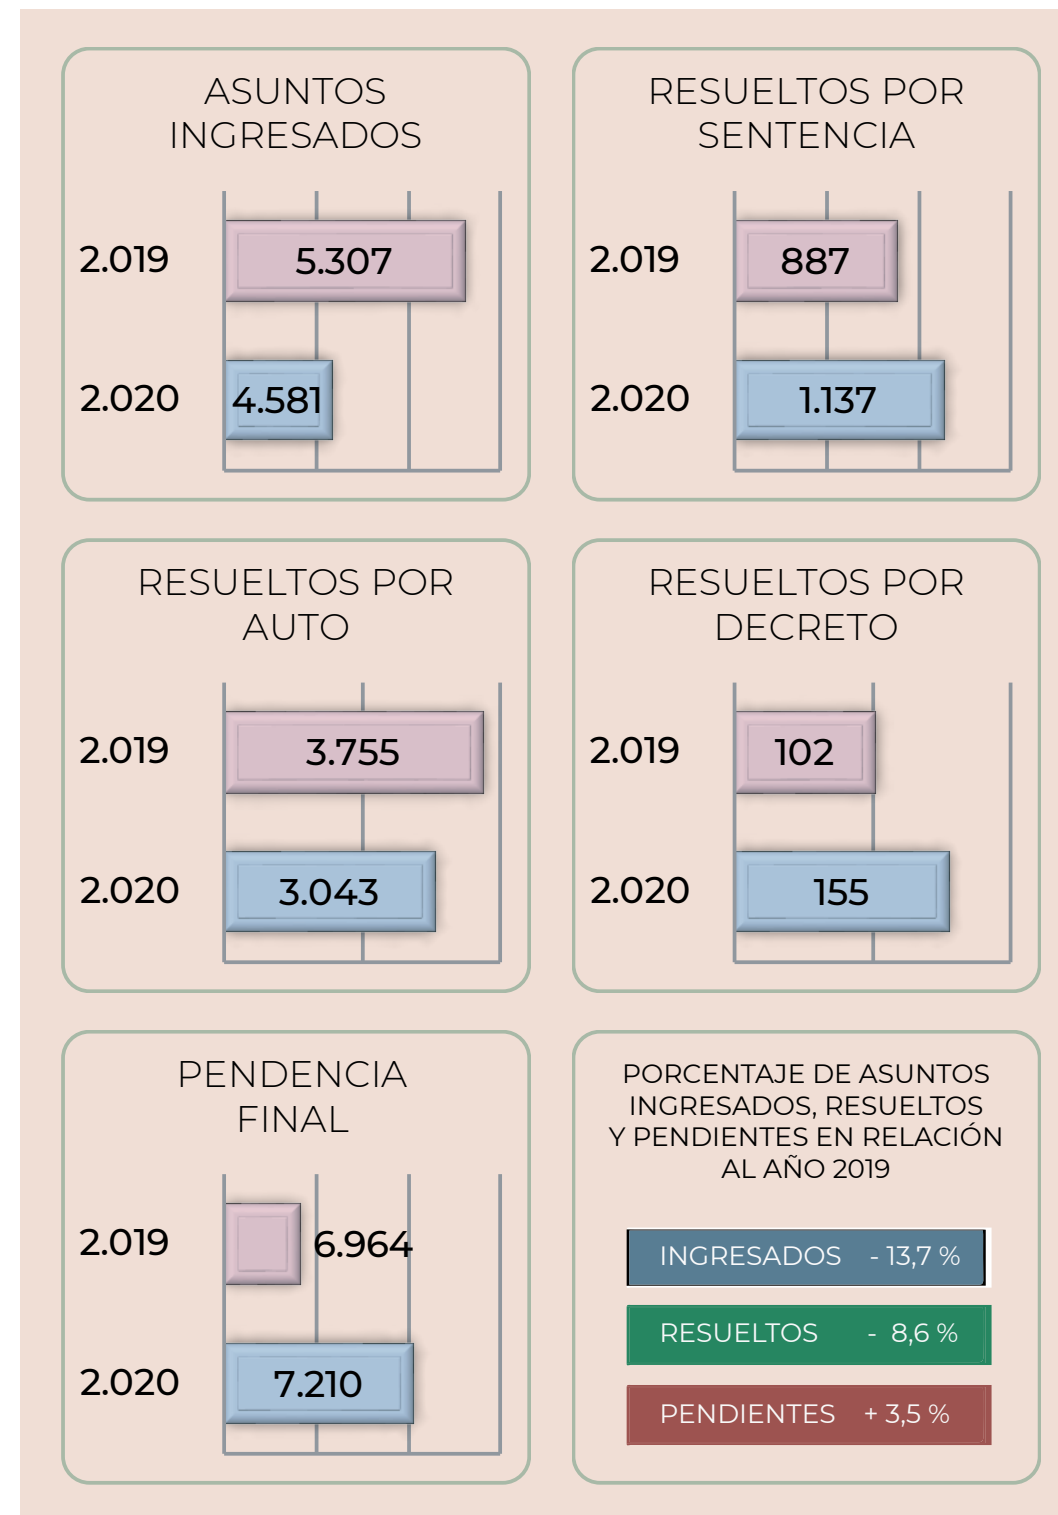 ASUNTOS
INGRESADOS
2.019
5.307
2.020
4.581
RESUELTOS POR
SENTENCIA
2.019
887
2.020
1.137
RESUELTOS POR
AUTO
2.019
3.755
2.020
3.043
RESUELTOS POR
DECRETO
2.019
102
2.020
155
PENDENCIA
FINAL
2.019
6.964
2.020
7.210
PORCENTAJE DE ASUNTOS
INGRESADOS, RESUELTOS
Y PENDIENTES EN RELACIÓN
AL AÑO 2019
INGRESADOS - 13,7 %
RESUELTOS - 8,6 %
PENDIENTES + 3,5 %